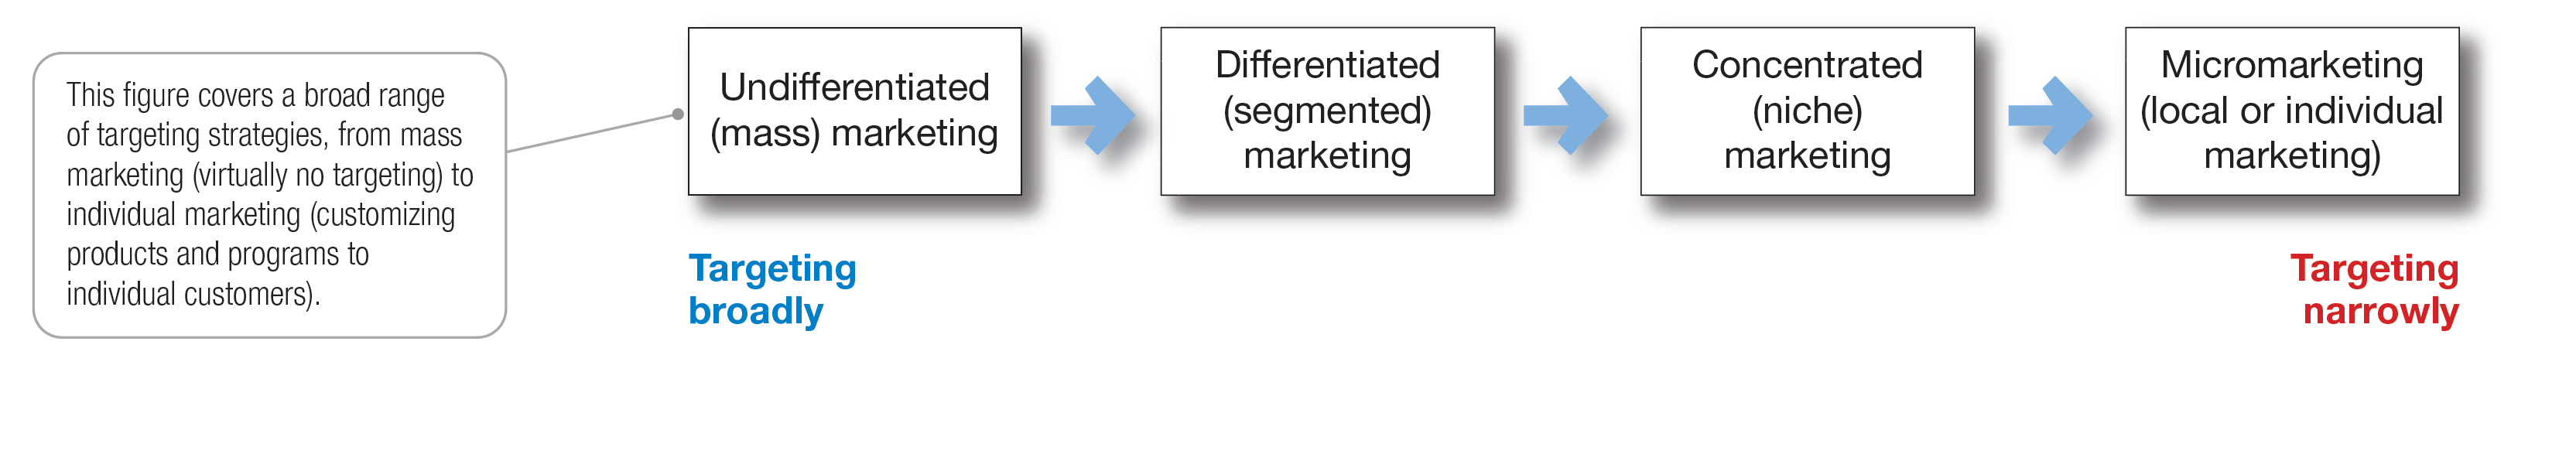 This figure covers a broad range
of targeting strategies, from mass
marketing (virtually no targeting) to
individual marketing (customizing
products and programs to
individual customers).
Undifferentiated
(mass) marketing
Differentiated
(segmented)
marketing
Concentrated
(niche)
marketing
Micromarketing
(local or individual
marketing)
Targeting
broadly
Targeting
narrowly